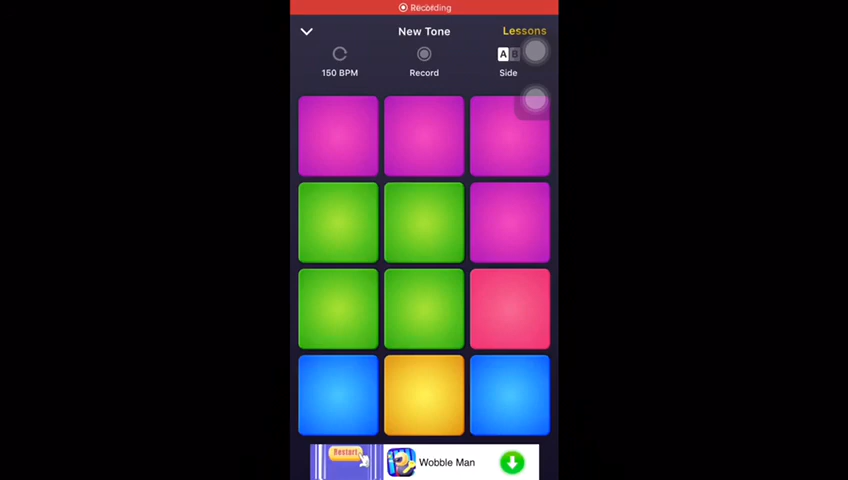 Recording
New Tone
Lessons
150 BPM
Record
A B
Side
Restart
Wobble Man